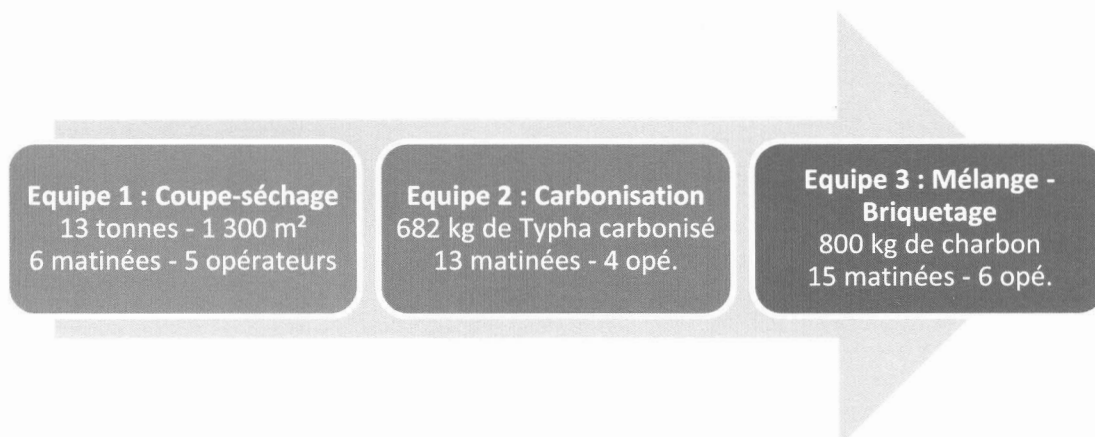 Equipe 1 : Coupe-séchage
13 tonnes - 1 300 m²
6 matinées - 5 opérateurs
Equipe 2 : Carbonisation
682 kg de Typha carbonisé
13 matinées - 4 opé.
Equipe 3 : Mélange -
Briquetage
800 kg de charbon
15 matinées - 6 opé.